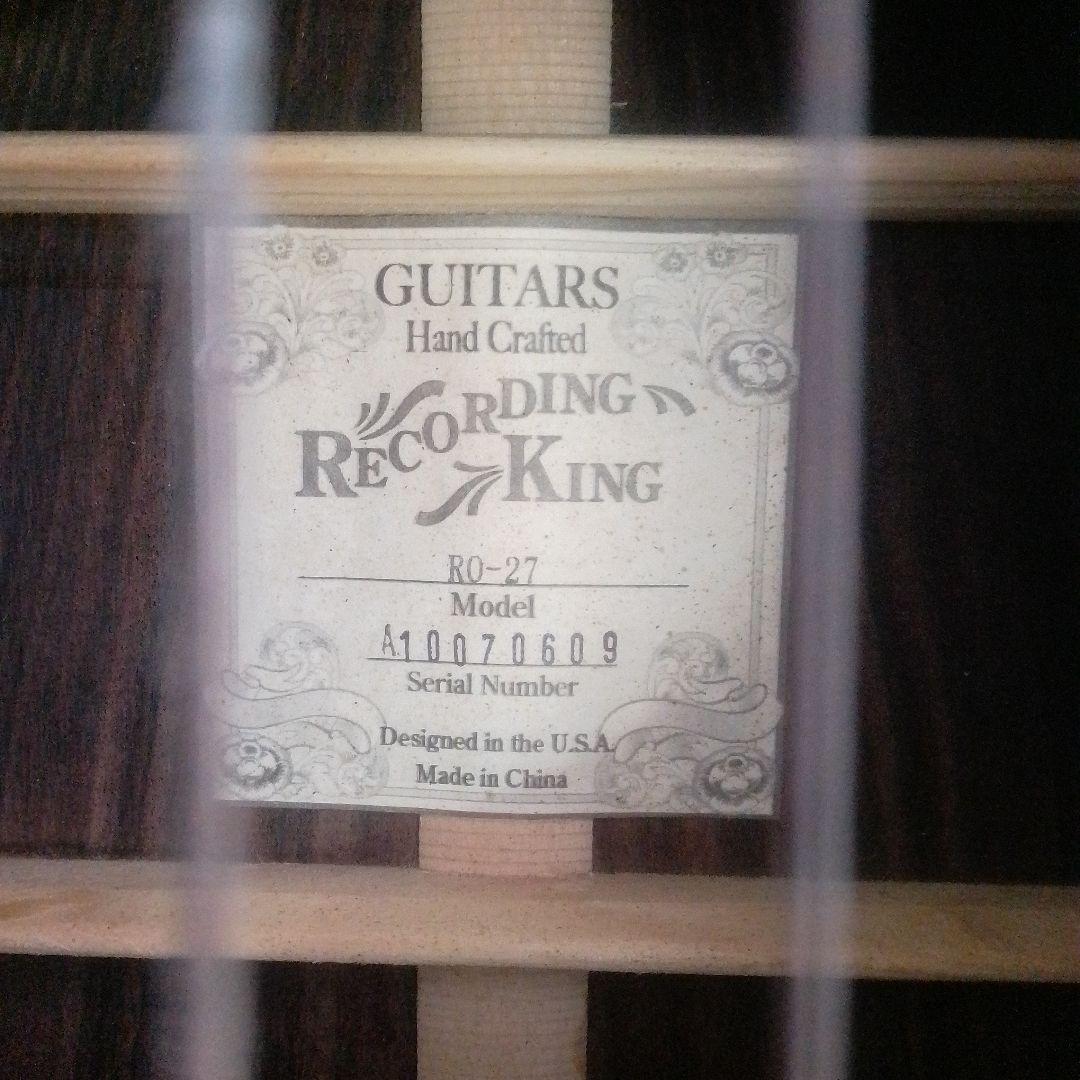 GUITARS
Hand Crafted
RECORDING
KING
RO-27
Model
A10070609
Serial Number
Designed in the U.S.A.
Made in China